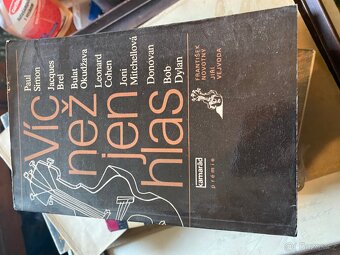 Paul
Simon
Jacques
Brel
Bulat
Okudžava
Leonard
Cohen
Joni
Mitchellová
Donovan
Bob
Dylan
Víc
než
jen
hlas
FRANTIŠEK
NOVOTNÝ
JIŘÍ
VEJVODA
kamarád
prémie